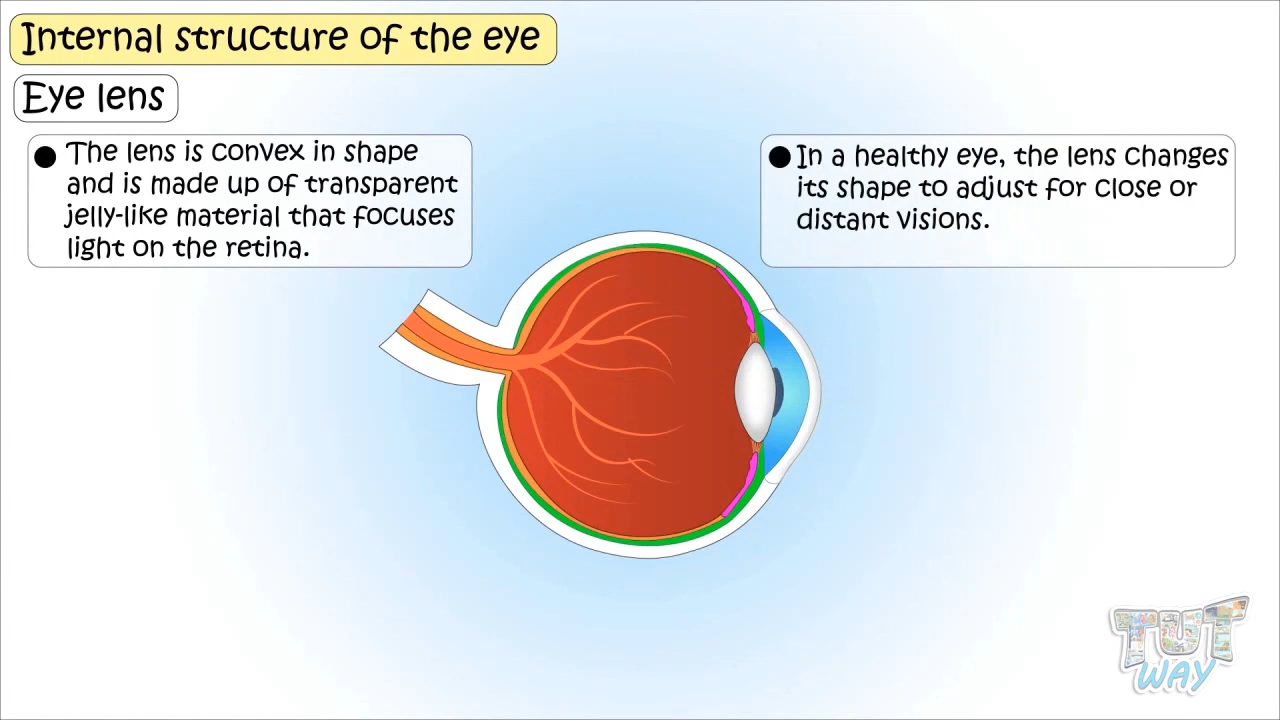 Internal structure of the eye
Eye lens
● The lens is convex in shape
and is made up of transparent
jelly-like material that focuses
light on the retina.
● In a healthy eye, the lens changes
its shape to adjust for close or
distant visions.
TUT
WAY